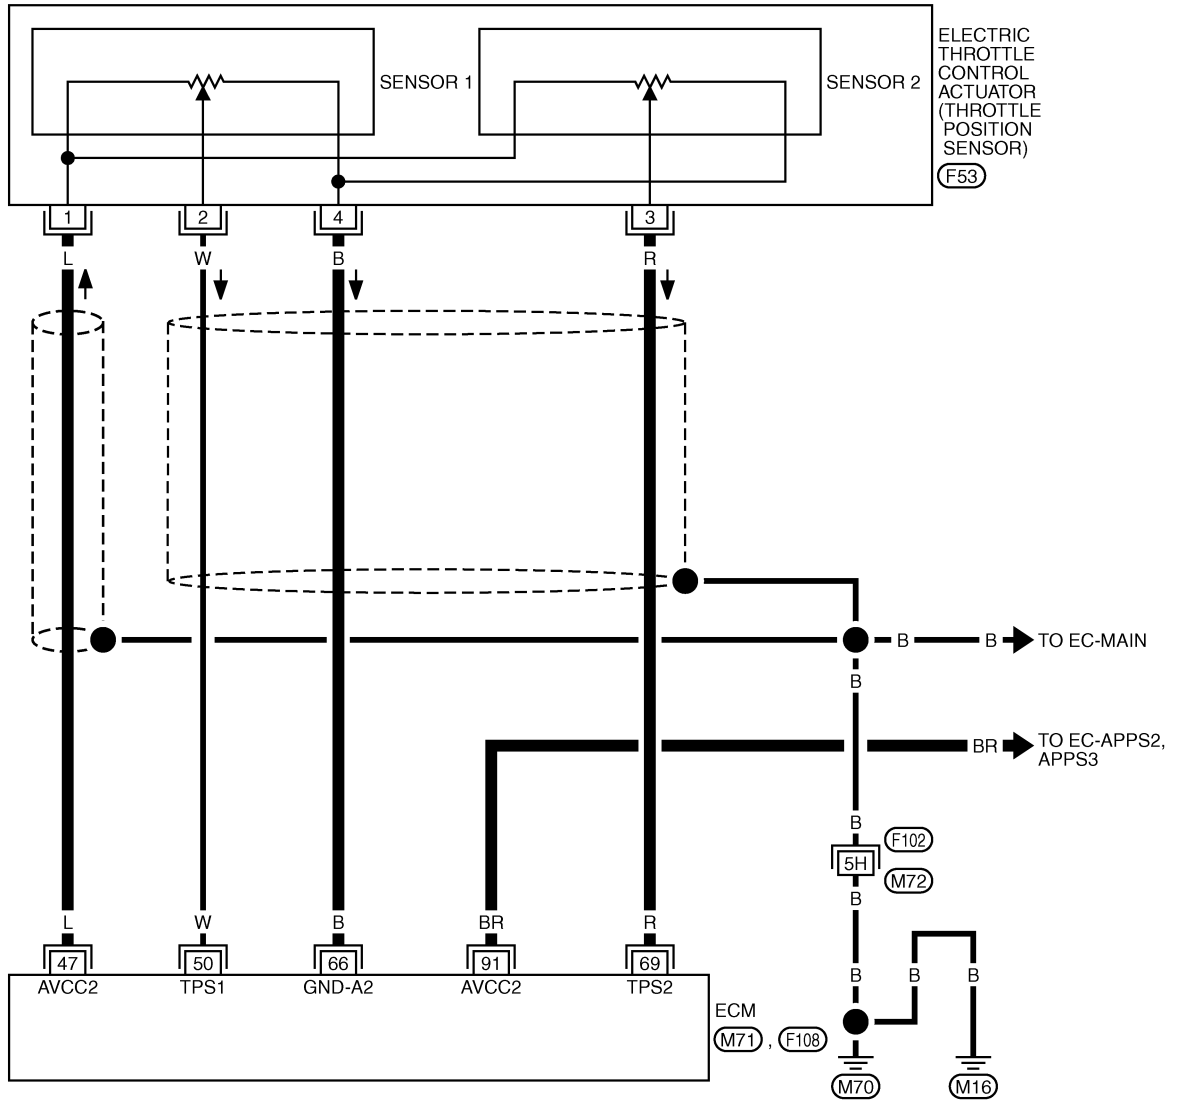 ELECTRIC
THROTTLE
CONTROL
ACTUATOR
(THROTTLE
POSITION
SENSOR)
F53
SENSOR 1
SENSOR 2
1 2 4 3
L W B R
B B TO EC-MAIN
B
BR TO EC-APPS2,
APPS3
B
F102
5H
M72
B
L W B BR R
47 50 66 91 69
B B B
AVCC2 TPS1 GND-A2 AVCC2 TPS2
ECM
M71 , F108
M70 M16